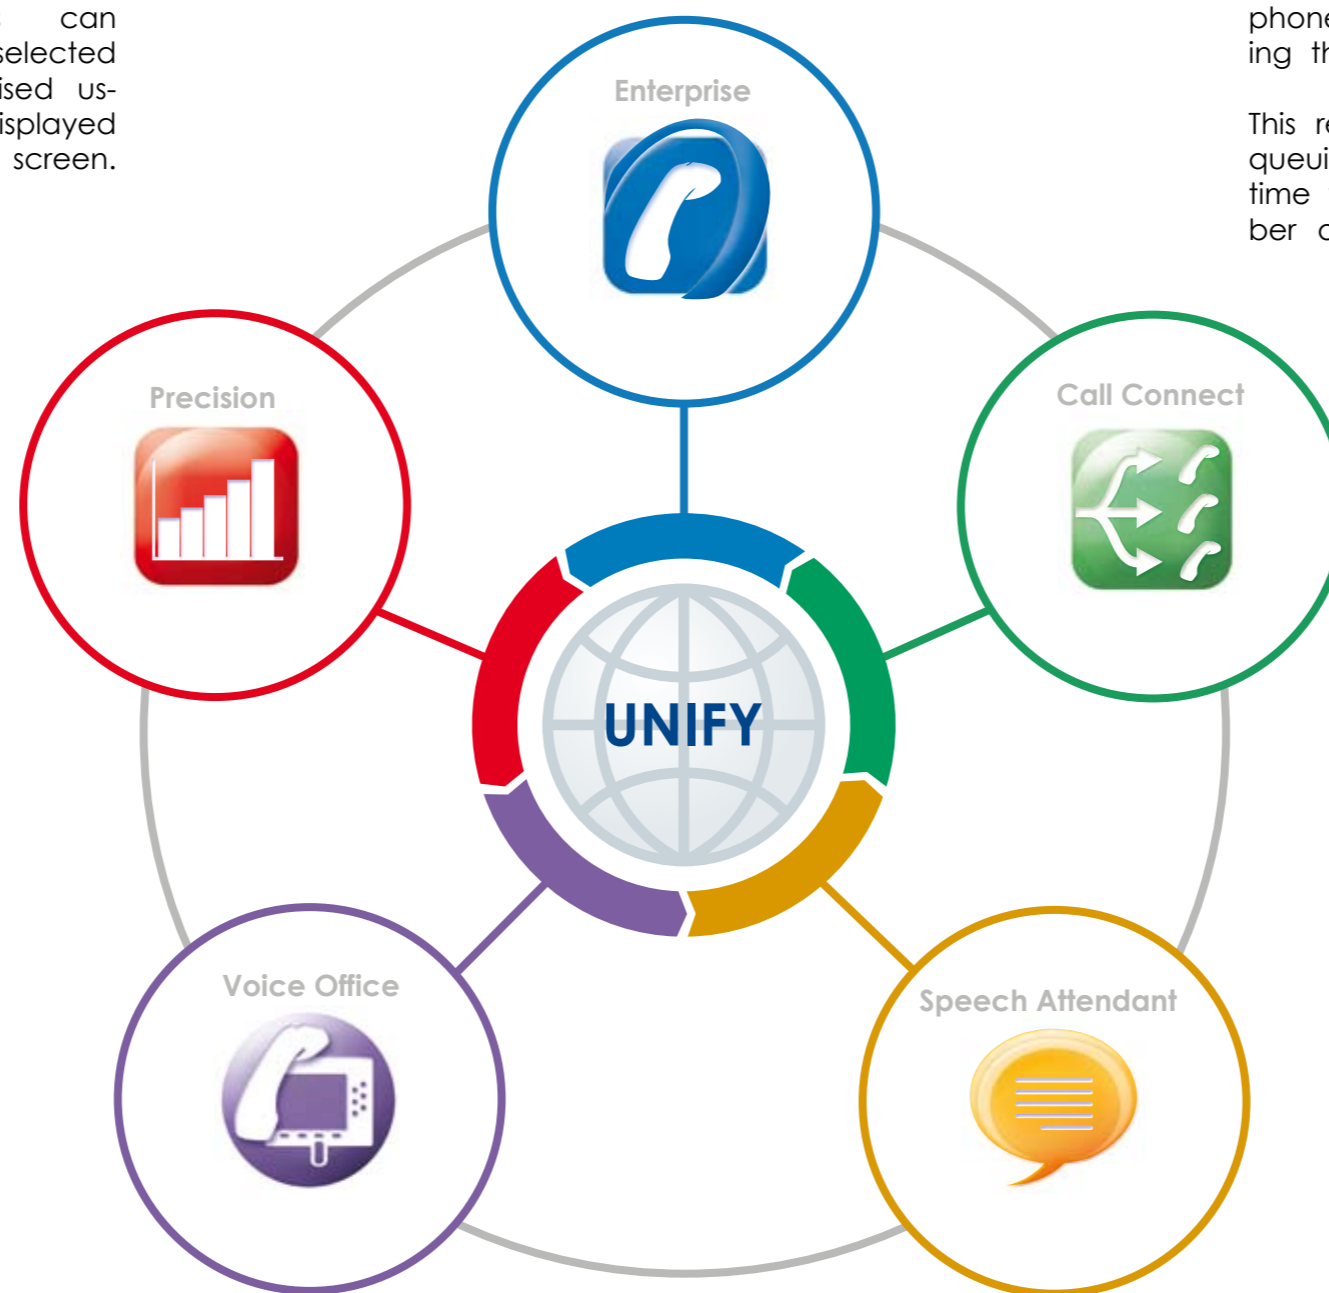 can
selected
ised us-
isplayed
screen.
phone
ing th
This re
queui
time
ber
Enterprise
Precision
Call Connect
UNIFY
Voice Office
Speech Attendant